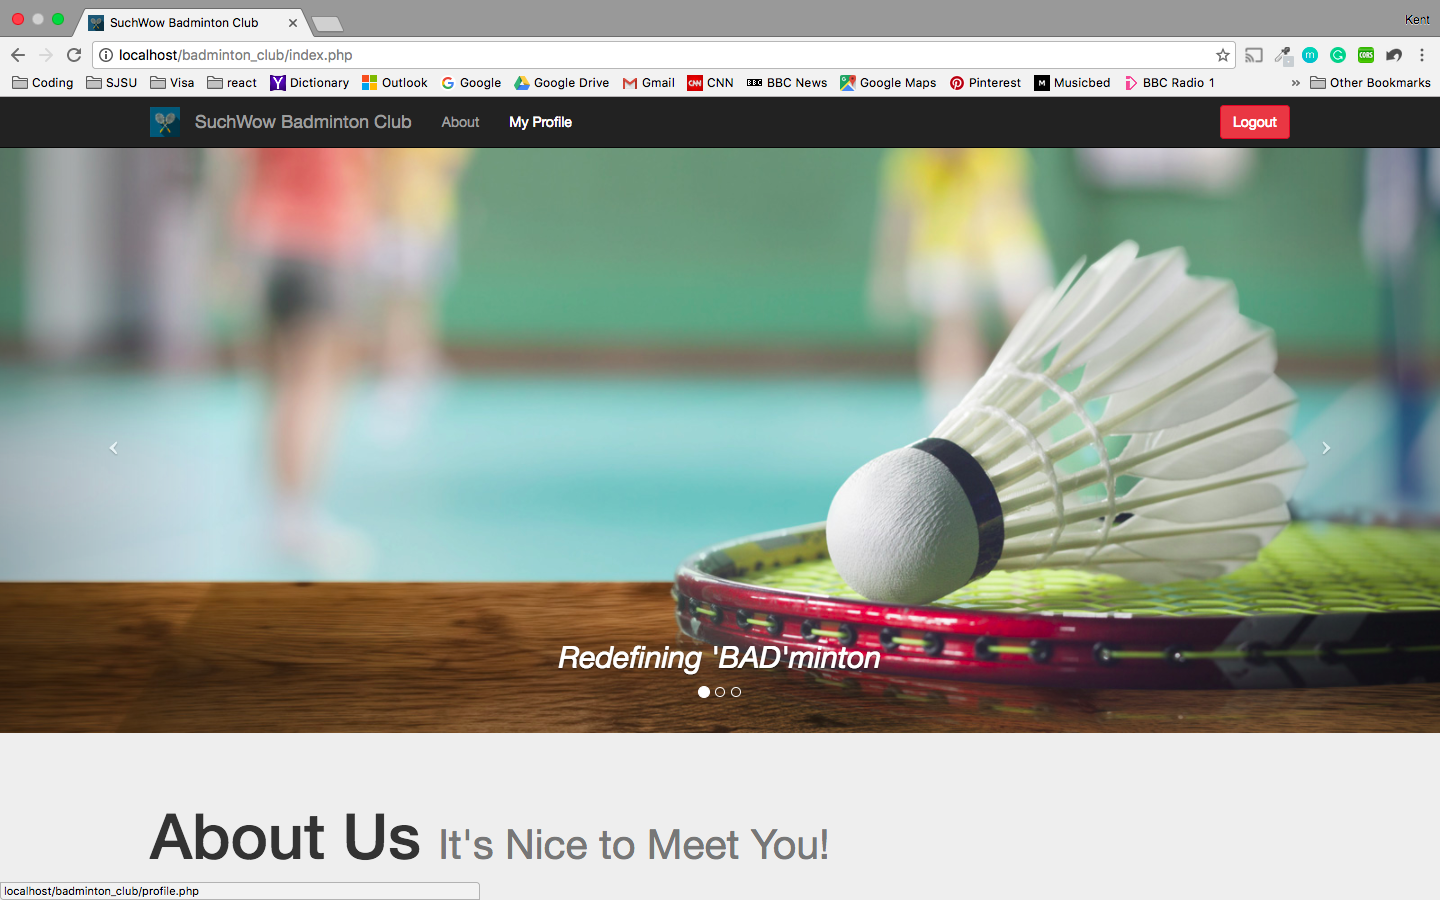 SuchWow Badminton Club
Kent
localhost/badminton_club/index.php
Coding SJSU Visa react Dictionary Outlook Google Google Drive Gmail CNN BBC News Google Maps Pinterest Musicbed BBC Radio 1 » Other Bookmarks
SuchWow Badminton Club About My Profile Logout
Redefining 'BAD'minton
About Us It's Nice to Meet You!
localhost/badminton_club/profile.php